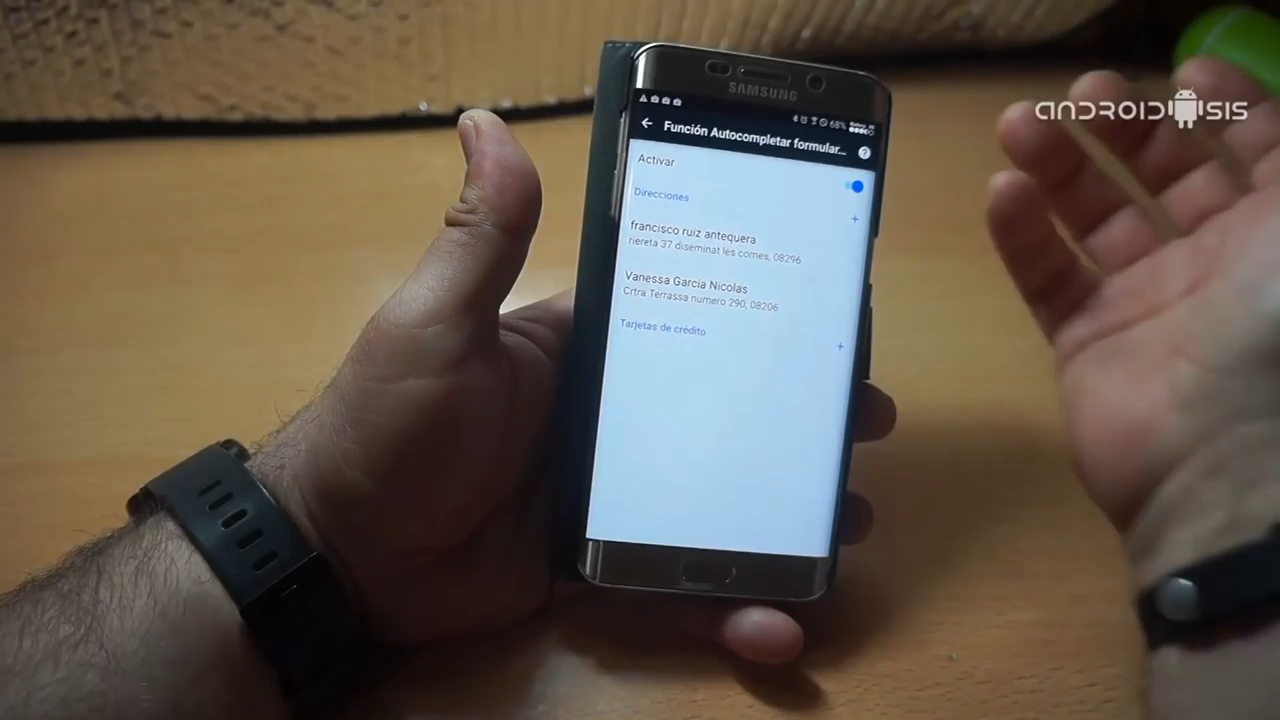 ANDROIDSIS
SAMSUNG
68%
Función Autocompletar formular...
Activar
Direcciones
francisco ruiz antequera
riereta 37 diseminat les comes, 08296
Vanessa Garcia Nicolas
Crtra Terrassa numero 290, 08206
Tarjetas de crédito